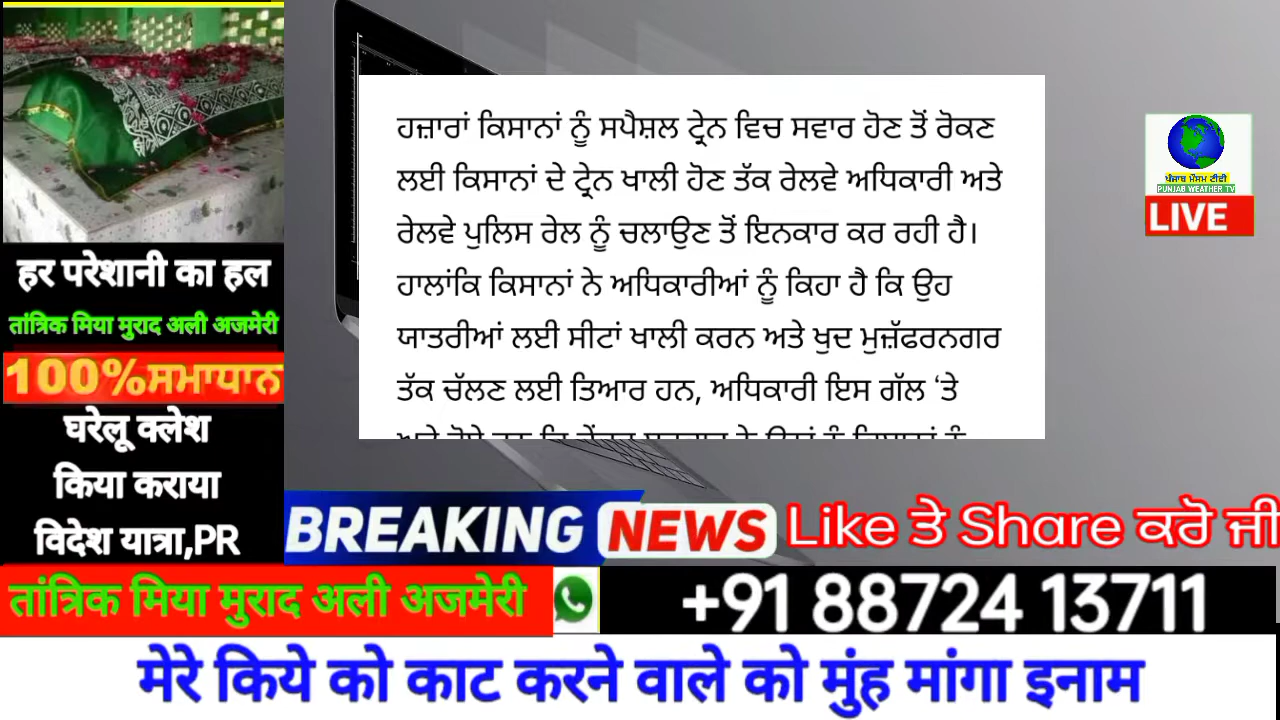 ਹਜ਼ਾਰਾਂ ਕਿਸਾਨਾਂ ਨੂੰ ਸਪੈਸ਼ਲ ਟ੍ਰੇਨ ਵਿਚ ਸਵਾਰ ਹੋਣ ਤੋਂ ਰੋਕਣ
ਲਈ ਕਿਸਾਨਾਂ ਦੇ ਟ੍ਰੇਨ ਖਾਲੀ ਹੋਣ ਤੱਕ ਰੇਲਵੇ ਅਧਿਕਾਰੀ ਅਤੇ
ਰੇਲਵੇ ਪੁਲਿਸ ਰੇਲ ਨੂੰ ਚਲਾਉਣ ਤੋਂ ਇਨਕਾਰ ਕਰ ਰਹੀ ਹੈ।
ਹਾਲਾਂਕਿ ਕਿਸਾਨਾਂ ਨੇ ਅਧਿਕਾਰੀਆਂ ਨੂੰ ਕਿਹਾ ਹੈ ਕਿ ਉਹ
ਯਾਤਰੀਆਂ ਲਈ ਸੀਟਾਂ ਖਾਲੀ ਕਰਨ ਅਤੇ ਖੁਦ ਮੁਜ਼ੱਫਰਨਗਰ
ਤੱਕ ਚੱਲਣ ਲਈ ਤਿਆਰ ਹਨ, ਅਧਿਕਾਰੀ ਇਸ ਗੱਲ ‘ਤੇ
ਪੰਜਾਬ ਮੌਸਮ ਟੀਵੀ
PUNJAB WEATHER TV
LIVE
हर परेशानी का हल
तांत्रिक मिया मुराद अली अजमेरी
100%ਸਮਾਧਾਨ
घरेलू क्लेश
किया कराया
विदेश यात्रा,PR
BREAKING NEWS
Like ਤੇ Share ਕਰੋ ਜੀ
तांत्रिक मिया मुराद अली अजमेरी
+91 88724 13711
मेरे किये को काट करने वाले को मुंह मांगा इनाम